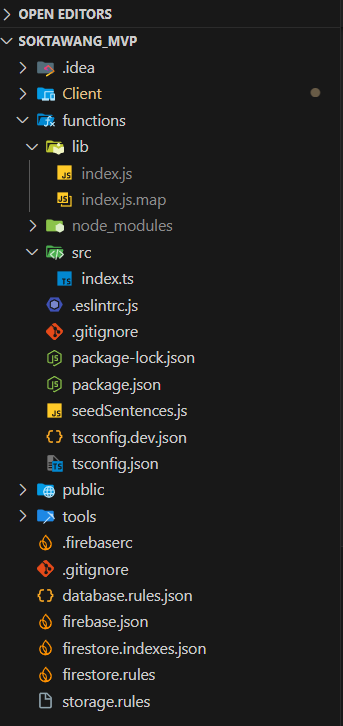 OPEN EDITORS
SOKTAWANG_MVP
.idea
Client
functions
lib
index.js
index.js.map
node_modules
src
index.ts
.eslintrc.js
.gitignore
package-lock.json
package.json
seedSentences.js
tsconfig.dev.json
tsconfig.json
public
tools
.firebaserc
.gitignore
database.rules.json
firebase.json
firestore.indexes.json
firestore.rules
storage.rules